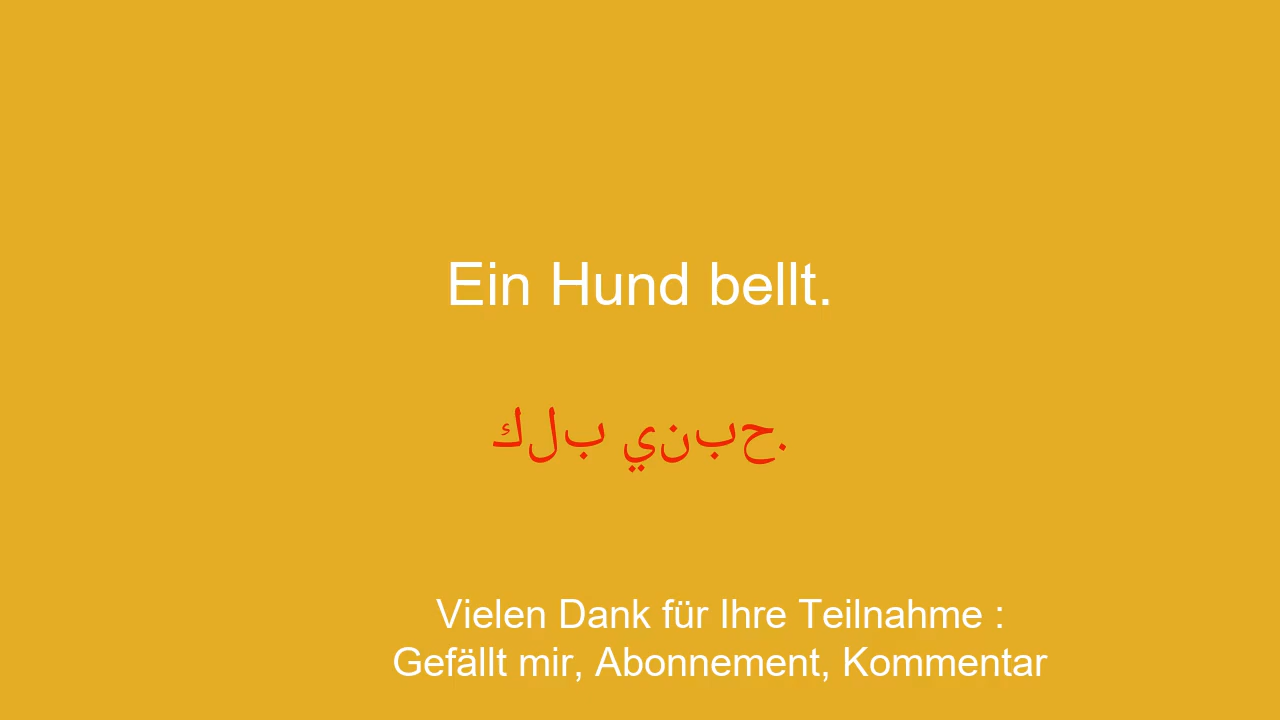 Ein Hund bellt.
كلب ينبح.
Vielen Dank für Ihre Teilnahme :
Gefällt mir, Abonnement, Kommentar